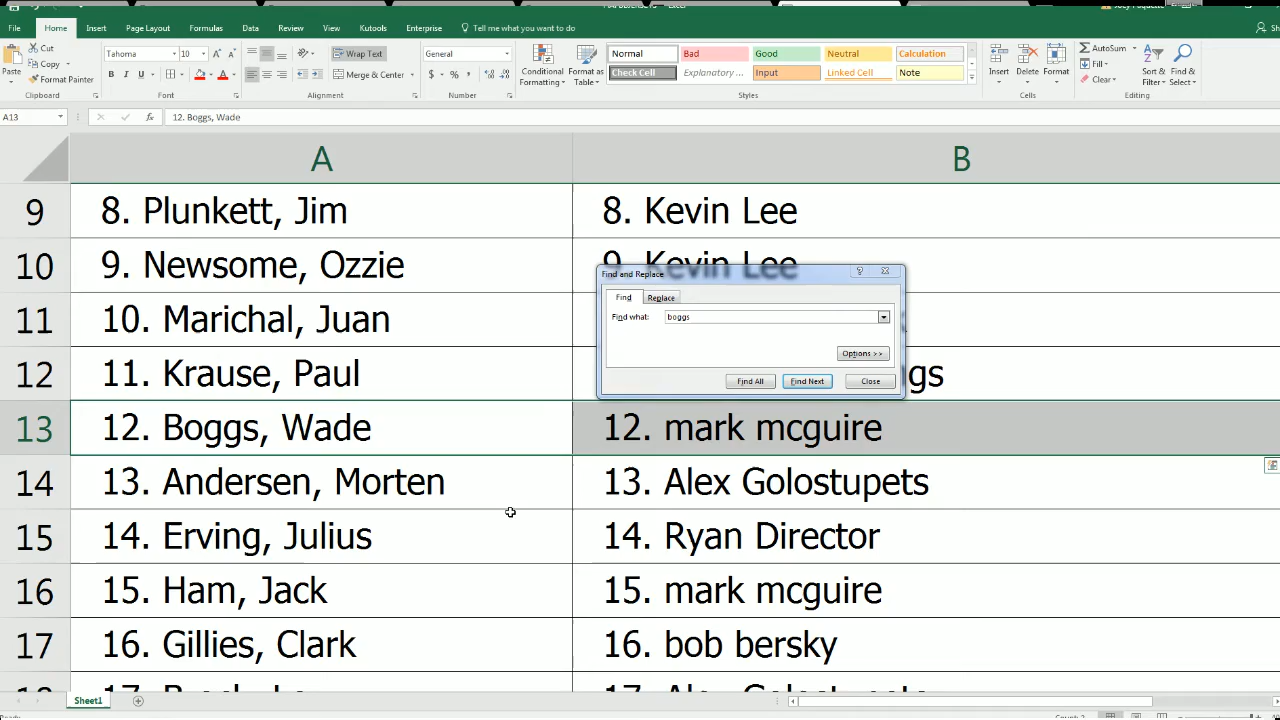 File Home Insert Page Layout Formulas Data Review View Kutools Enterprise Tell me what you want to do
Cut
Copy
Format Painter
Paste
Clipboard
Tahoma 10
B I U
Font
Wrap Text
Merge & Center
Alignment
General
$ % ,
Number
Conditional Formatting
Format as Table
Normal Bad Good Neutral Calculation
Check Cell Explanatory ... Input Linked Cell Note
Styles
Insert Delete Format
Cells
AutoSum
Fill
Clear
Sort & Filter
Find & Select
Editing
A13 fx 12. Boggs, Wade
A B
9 8. Plunkett, Jim 8. Kevin Lee
10 9. Newsome, Ozzie 9. Kevin Lee
11 10. Marichal, Juan
12 11. Krause, Paul gs
13 12. Boggs, Wade 12. mark mcguire
14 13. Andersen, Morten 13. Alex Golostupets
15 14. Erving, Julius 14. Ryan Director
16 15. Ham, Jack 15. mark mcguire
17 16. Gillies, Clark 16. bob bersky
Find and Replace
Find Replace
Find what: boggs
Options >>
Find All Find Next Close
Sheet1